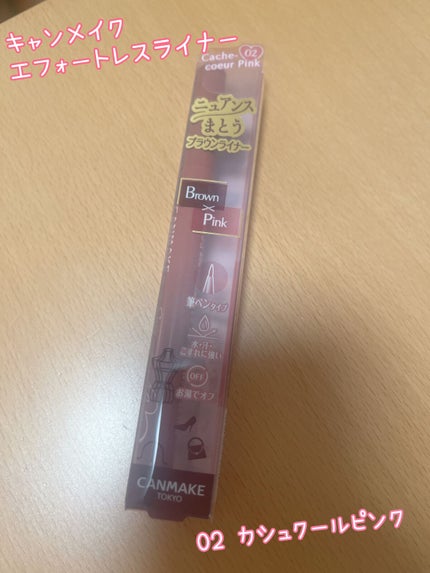 キャンメイク
エフォートレスライナー
Cache-
coeur Pink
02
ニュアンス
まとう
ブラウンライナー
Brown
×
Pink
筆ペンタイプ
水・汗・
こすれに強い
OFF
お湯でオフ
CANMAKE
TOKYO
02 カシュクールピンク